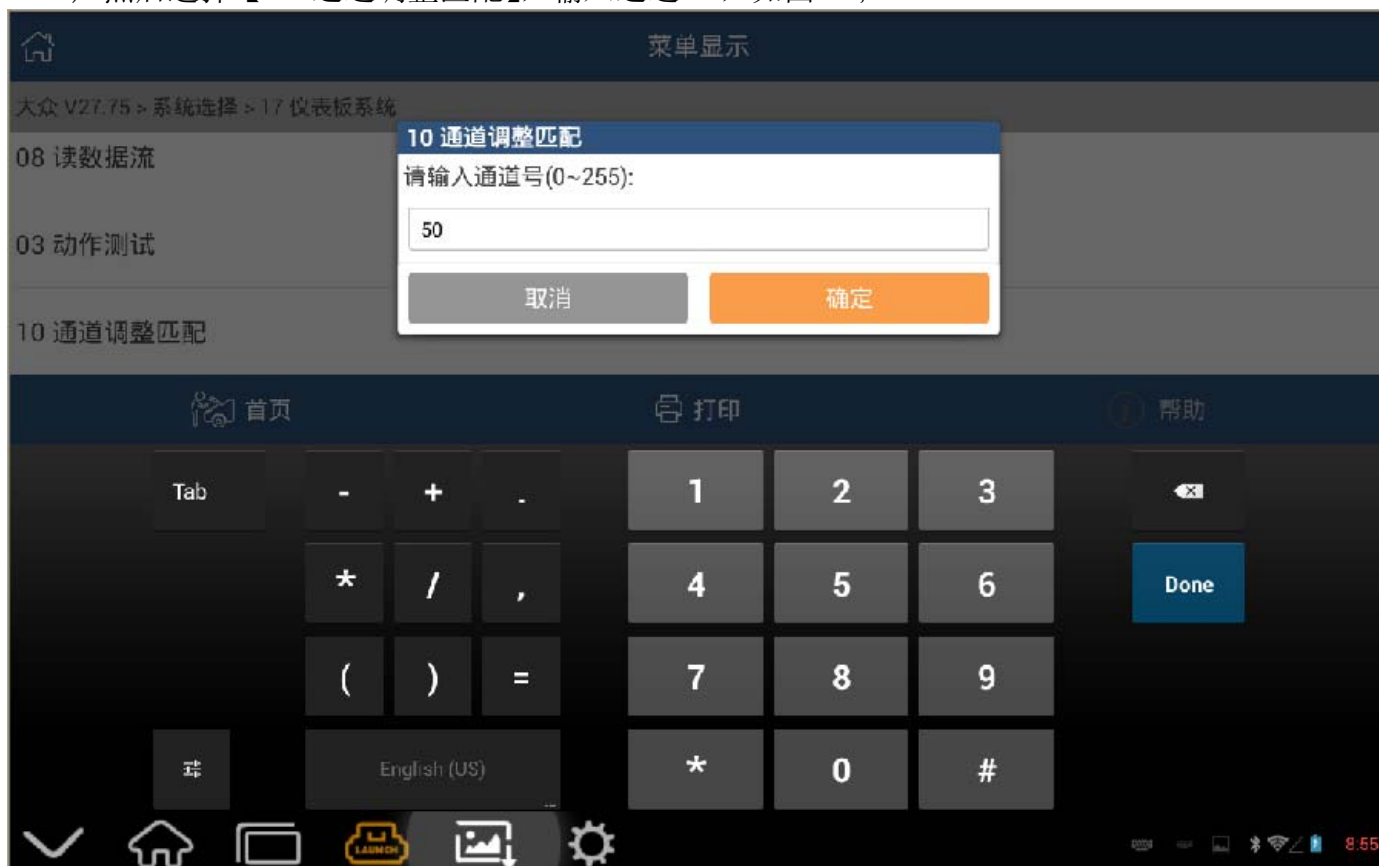 菜单显示
大众 V27.75 > 系统选择 > 17 仪表板系统
08 读数据流
03 动作测试
10 通道调整匹配
10 通道调整匹配
请输入通道号(0~255):
50
取消 确定
首页 打印 帮助
Tab - + . 1 2 3
* / , 4 5 6 Done
( ) = 7 8 9
English (US) * 0 #
LAUNCH
8:55